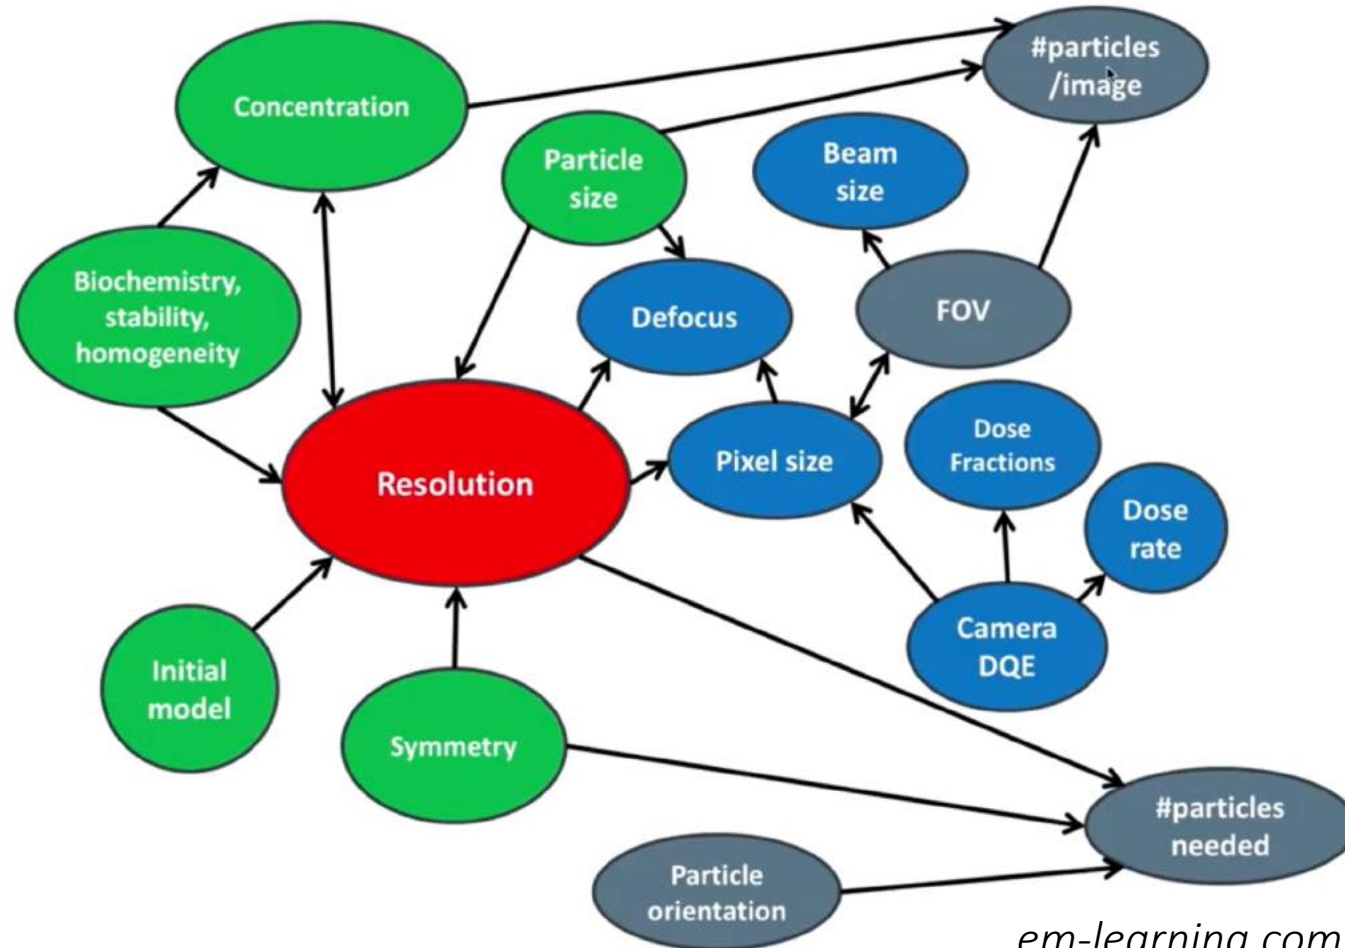 #particles
/image
Concentration
Particle
size
Beam
size
Biochemistry,
stability,
homogeneity
Defocus
FOV
Resolution
Pixel size
Dose
Fractions
Dose
rate
Initial
model
Camera
DQE
Symmetry
#particles
needed
Particle
orientation
em-learning.com